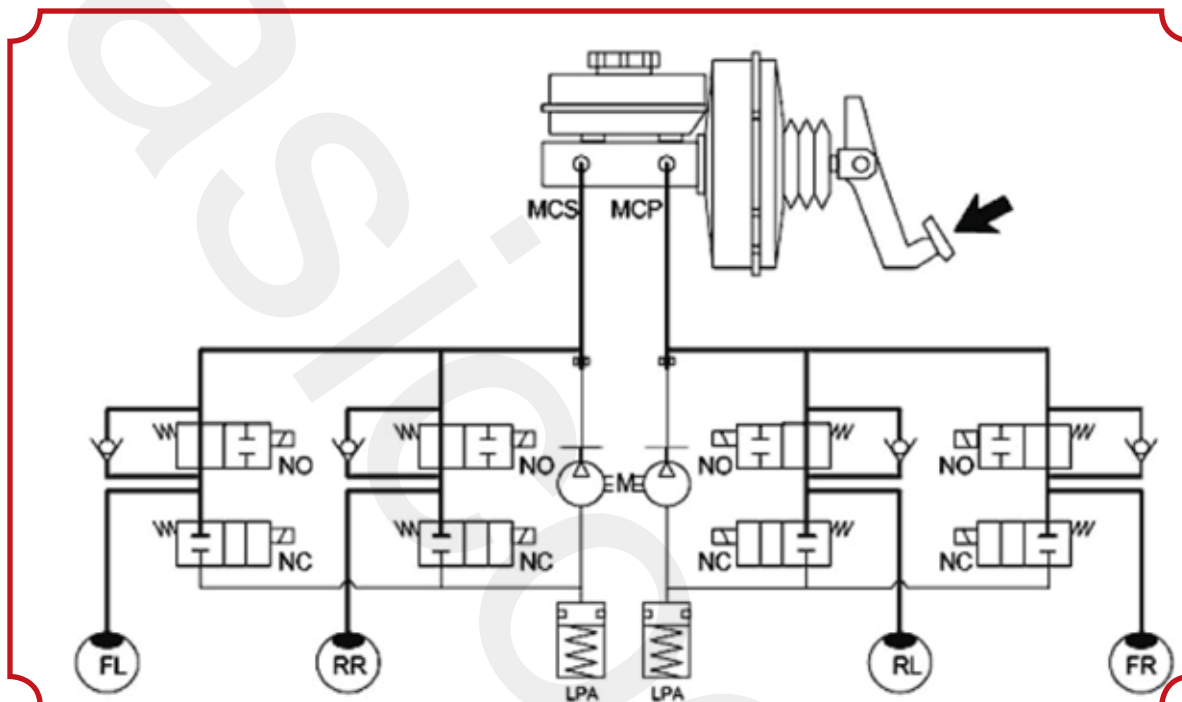 MCS MCP
NO NO M NO NO
NC NC NC NC
FL RR RL FR
LPA LPA